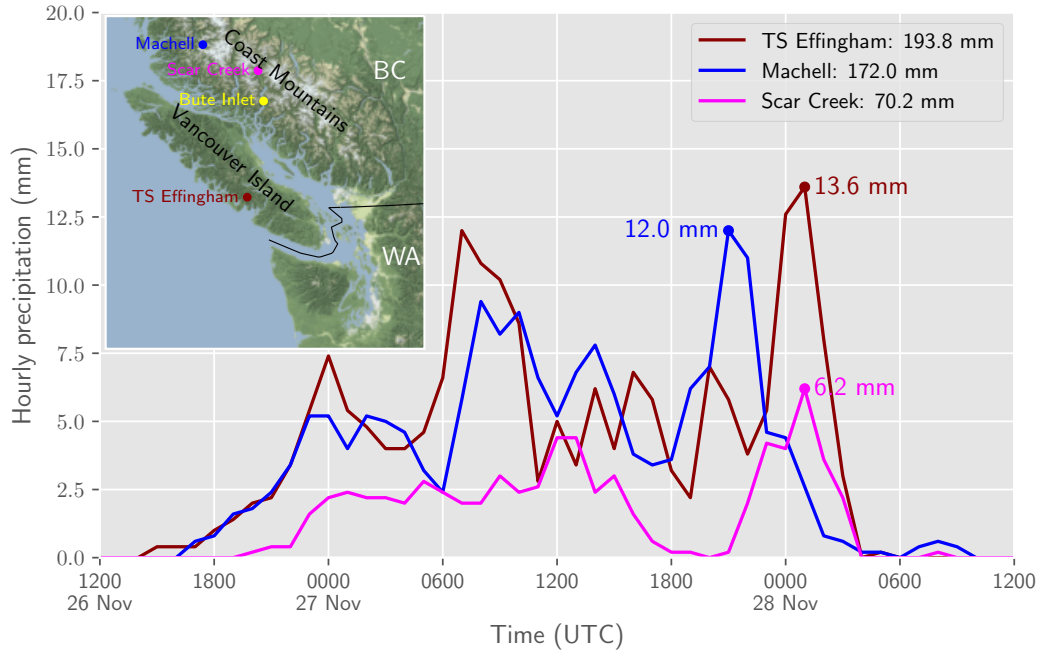 20.0
17.5
15.0
12.5
10.0
7.5
5.0
2.5
0.0
Hourly precipitation (mm)
Machell
Coast Mountains
BC
Scar Creek
Bute Inlet
Vancouver Island
TS Effingham
WA
TS Effingham: 193.8 mm
Machell: 172.0 mm
Scar Creek: 70.2 mm
13.6 mm
12.0 mm
6.2 mm
1200 1800 0000 0600 1200 1800 0000 0600 1200
26 Nov 27 Nov 28 Nov
Time (UTC)